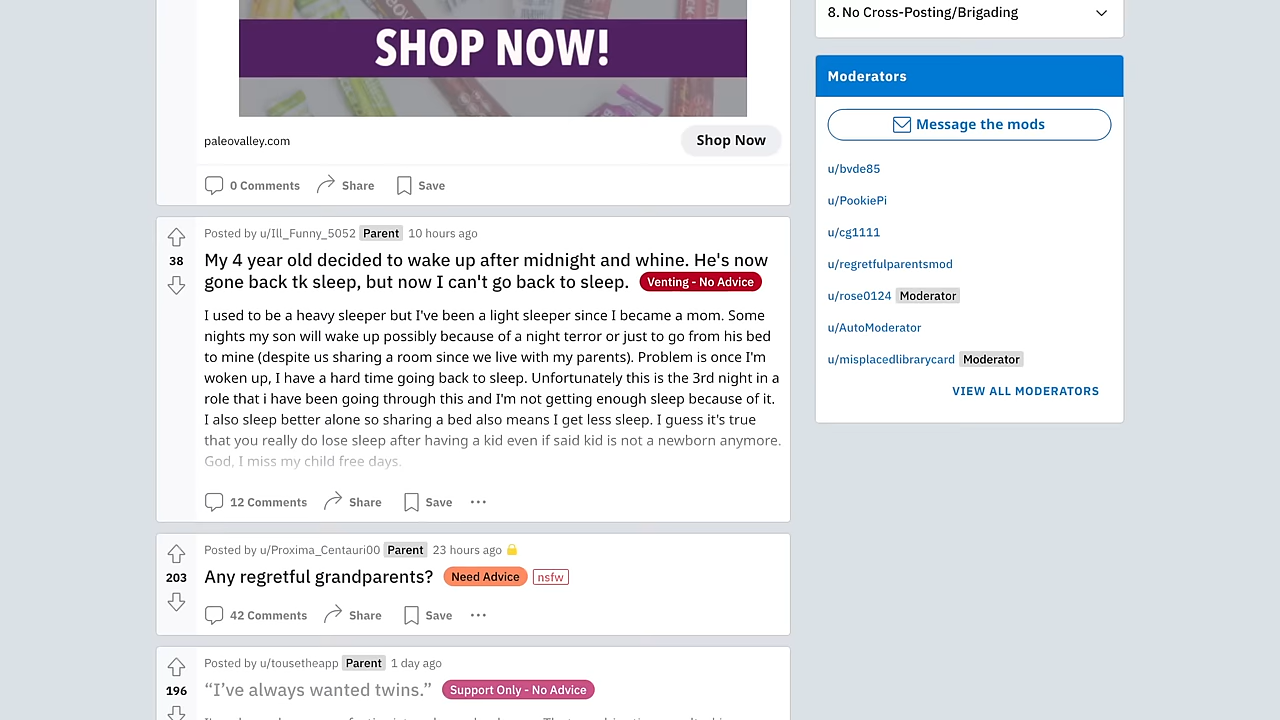 SHOP NOW!
paleovalley.com
Shop Now
0 Comments Share Save
38
Posted by u/Ill_Funny_5052 Parent 10 hours ago
My 4 year old decided to wake up after midnight and whine. He's now
gone back tk sleep, but now I can't go back to sleep. Venting - No Advice
I used to be a heavy sleeper but I've been a light sleeper since I became a mom. Some
nights my son will wake up possibly because of a night terror or just to go from his bed
to mine (despite us sharing a room since we live with my parents). Problem is once I'm
woken up, I have a hard time going back to sleep. Unfortunately this is the 3rd night in a
role that i have been going through this and I'm not getting enough sleep because of it.
I also sleep better alone so sharing a bed also means I get less sleep. I guess it's true
that you really do lose sleep after having a kid even if said kid is not a newborn anymore.
God, I miss my child free days.
12 Comments Share Save
203
Posted by u/Proxima_Centauri00 Parent 23 hours ago
Any regretful grandparents? Need Advice nsfw
42 Comments Share Save
196
Posted by u/tousetheapp Parent 1 day ago
“I’ve always wanted twins.” Support Only - No Advice
8. No Cross-Posting/Brigading
Moderators
Message the mods
u/bvde85
u/PookiePi
u/cg1111
u/regretfulparentsmod
u/rose0124 Moderator
u/AutoModerator
u/misplacedlibrarycard Moderator
VIEW ALL MODERATORS